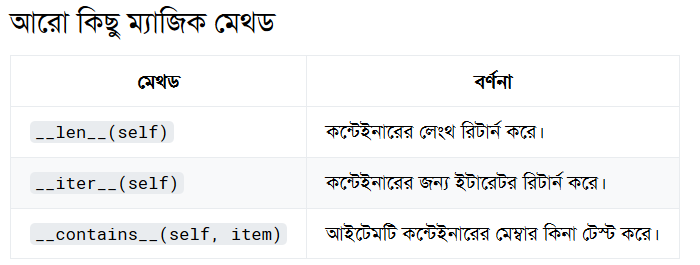 আরো কিছু ম্যাজিক মেথড
মেথড বর্ণনা
__len__(self) কন্টেইনারের লেংথ রিটার্ন করে।
__iter__(self) কন্টেইনারের জন্য ইটারেটর রিটার্ন করে।
__contains__(self, item) আইটেমটি কন্টেইনারের মেম্বার কিনা টেস্ট করে।